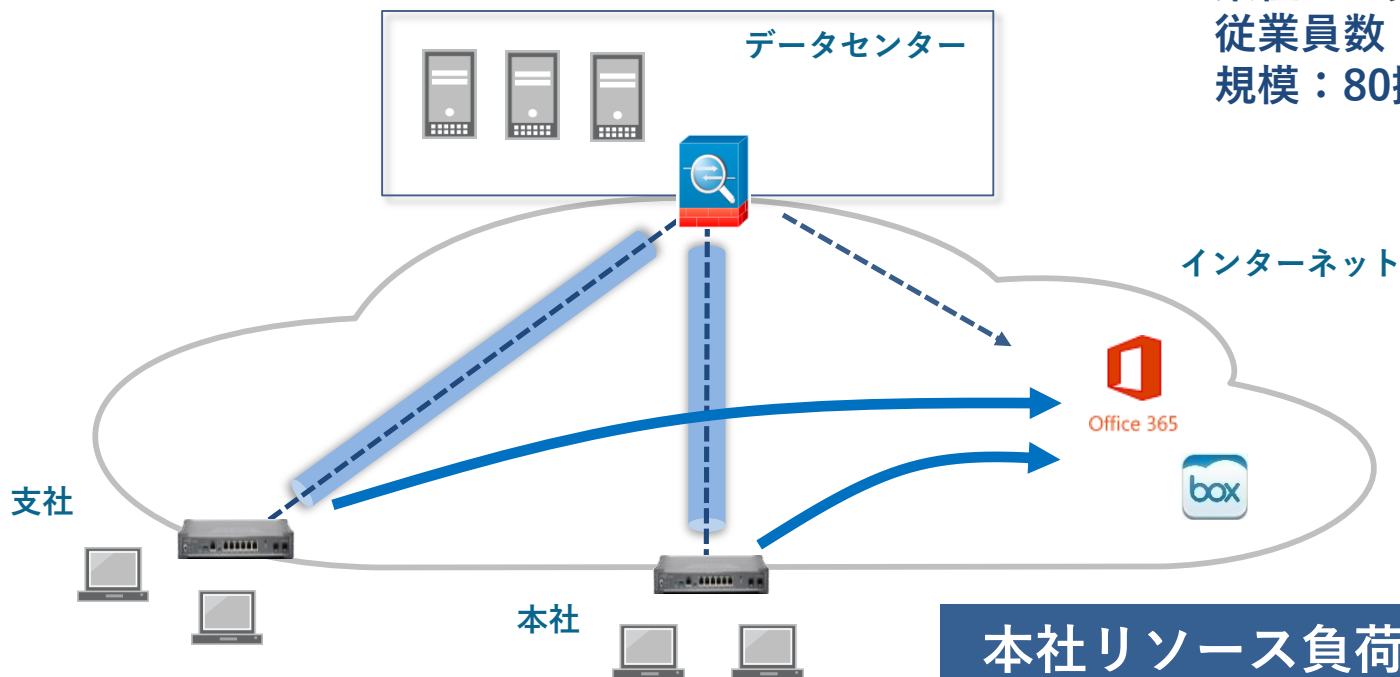 データセンター
従業員数
規模：80
インターネット
Office 365
box
支社
本社
本社リソース負荷